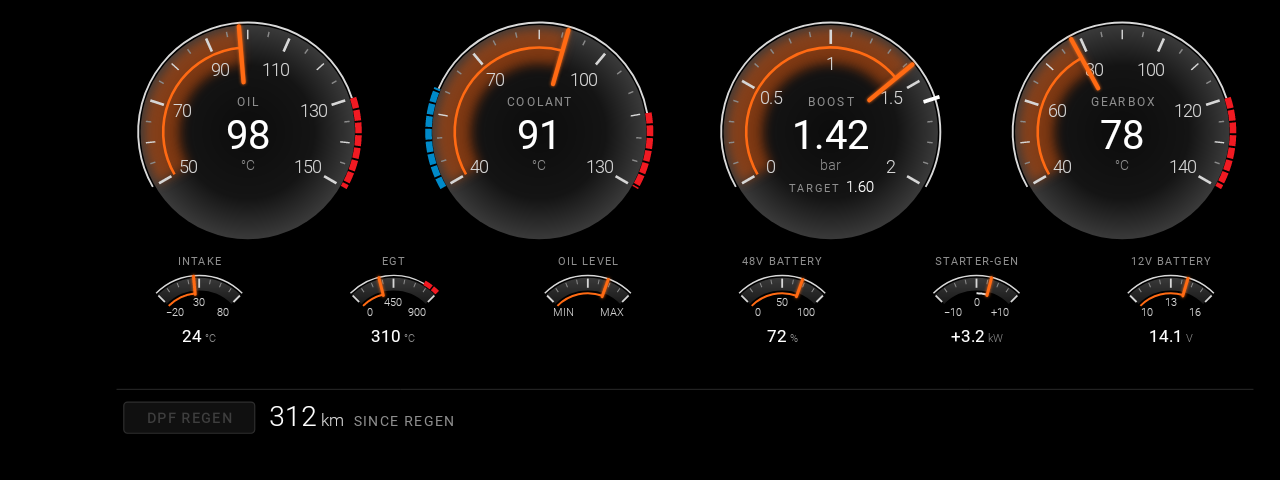 90 110
70 130
50 150
OIL
98
°C
70 100
40 130
COOLANT
91
°C
1
0.5 1.5
0 2
BOOST
1.42
bar
TARGET 1.60
80 100
60 120
40 140
GEARBOX
78
°C
INTAKE
30
−20 80
24 °C
EGT
450
0 900
310 °C
OIL LEVEL
MIN MAX
48V BATTERY
50
0 100
72 %
STARTER-GEN
0
−10 +10
+3.2 kW
12V BATTERY
13
10 16
14.1 V
DPF REGEN 312 km SINCE REGEN